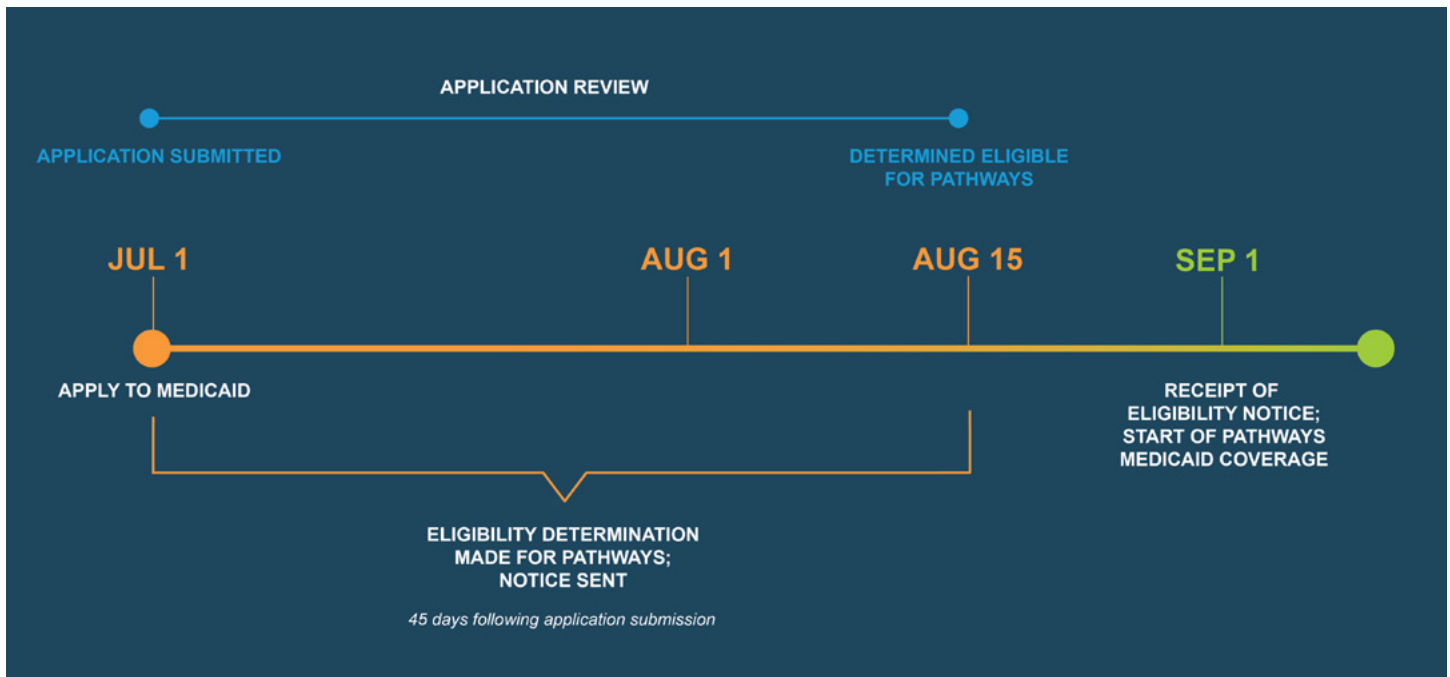 APPLICATION REVIEW
APPLICATION SUBMITTED
DETERMINED ELIGIBLE
FOR PATHWAYS
JUL 1
AUG 1
AUG 15
SEP 1
APPLY TO MEDICAID
RECEIPT OF
ELIGIBILITY NOTICE;
START OF PATHWAYS
MEDICAID COVERAGE
ELIGIBILITY DETERMINATION
MADE FOR PATHWAYS;
NOTICE SENT
45 days following application submission